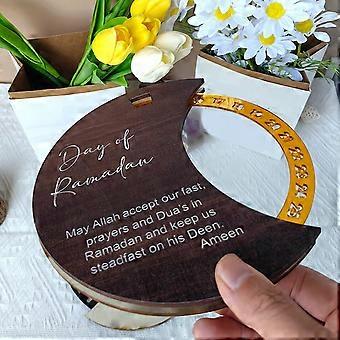 Day of
Ramadan
May Allah accept our fast,
prayers and Dua's in
Ramadan and keep us
steadfast on his Deen.
Ameen